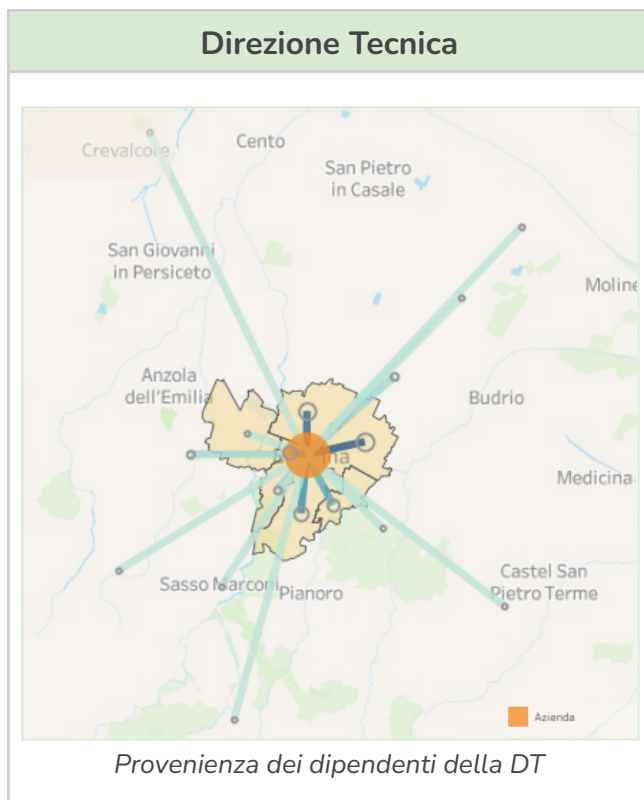 Direzione Tecnica
Crevalcore
Cento
San Pietro
in Casale
San Giovanni
in Persiceto
Moline
Anzola
dell'Emilia
Budrio
Medicina
Sasso Marconi
Pianoro
Castel San
Pietro Terme
Azienda
Provenienza dei dipendenti della DT